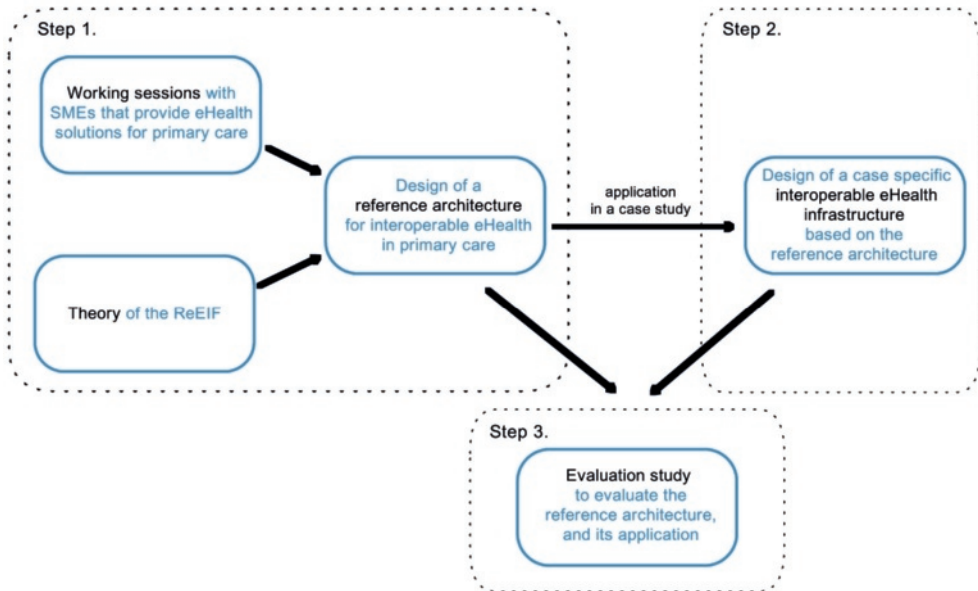 Step 1.
Working sessions with
SMEs that provide eHealth
solutions for primary care
Theory of the ReEIF
Design of a
reference architecture
for interoperable eHealth
in primary care
application
in a case study
Step 2.
Design of a case specific
interoperable eHealth
infrastructure
based on the
reference architecture
Step 3.
Evaluation study
to evaluate the
reference architecture,
and its application